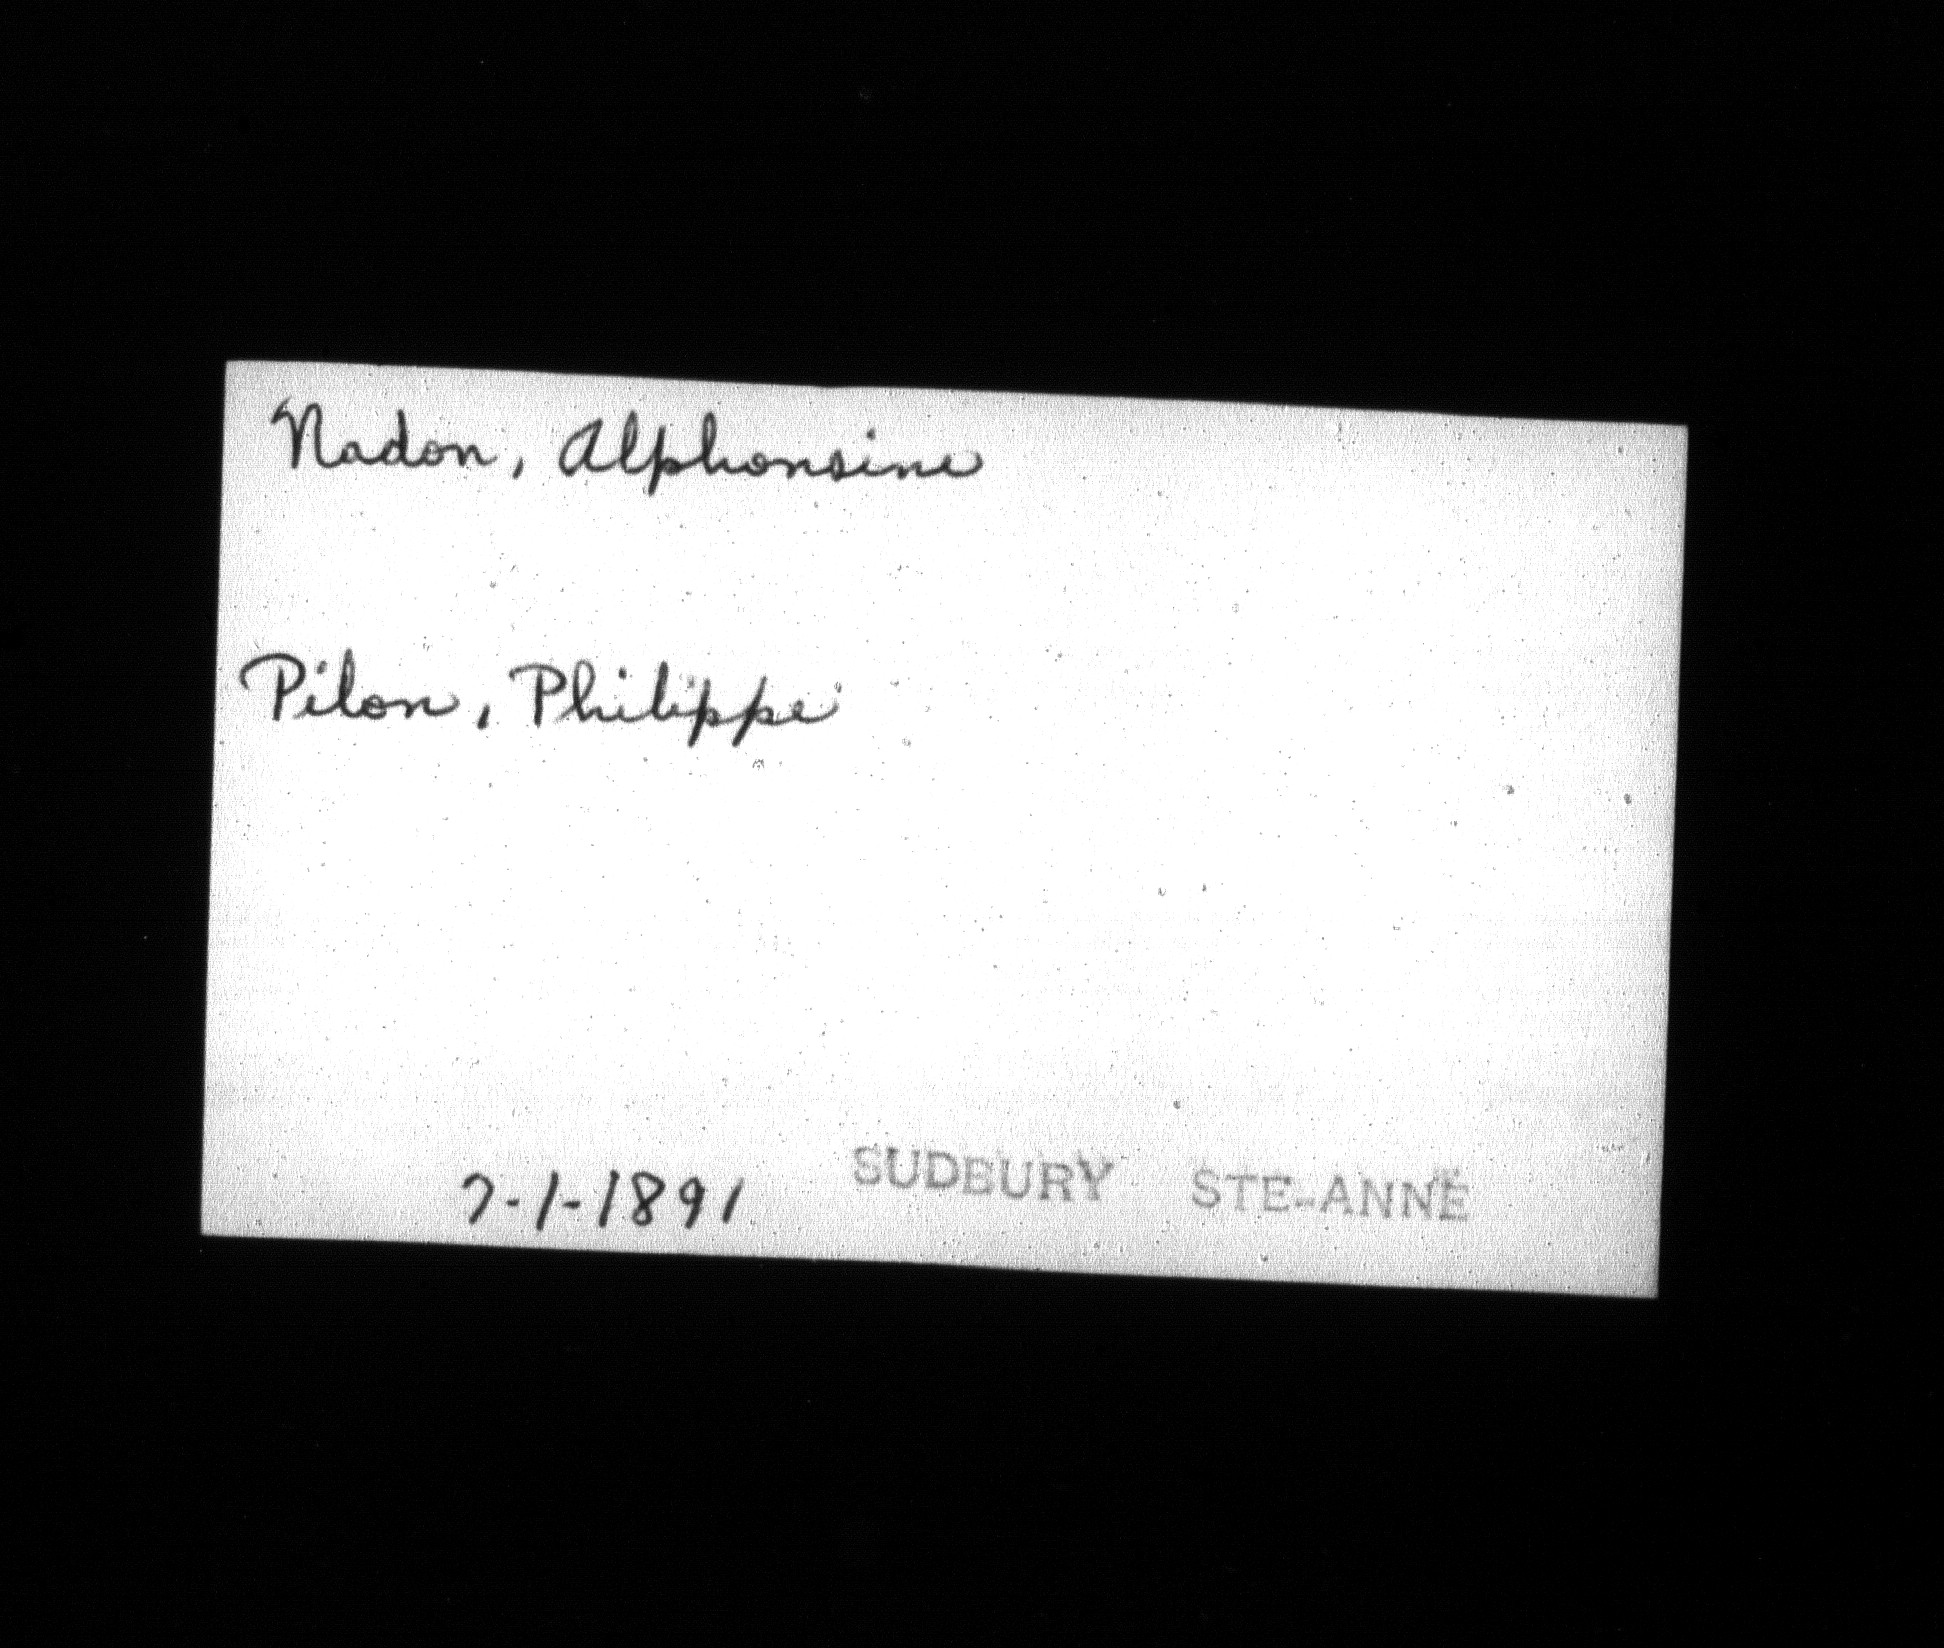 Nadon, Alphonsine
Pilon, Philippe
7-1-1891 SUDBURY STE-ANNE